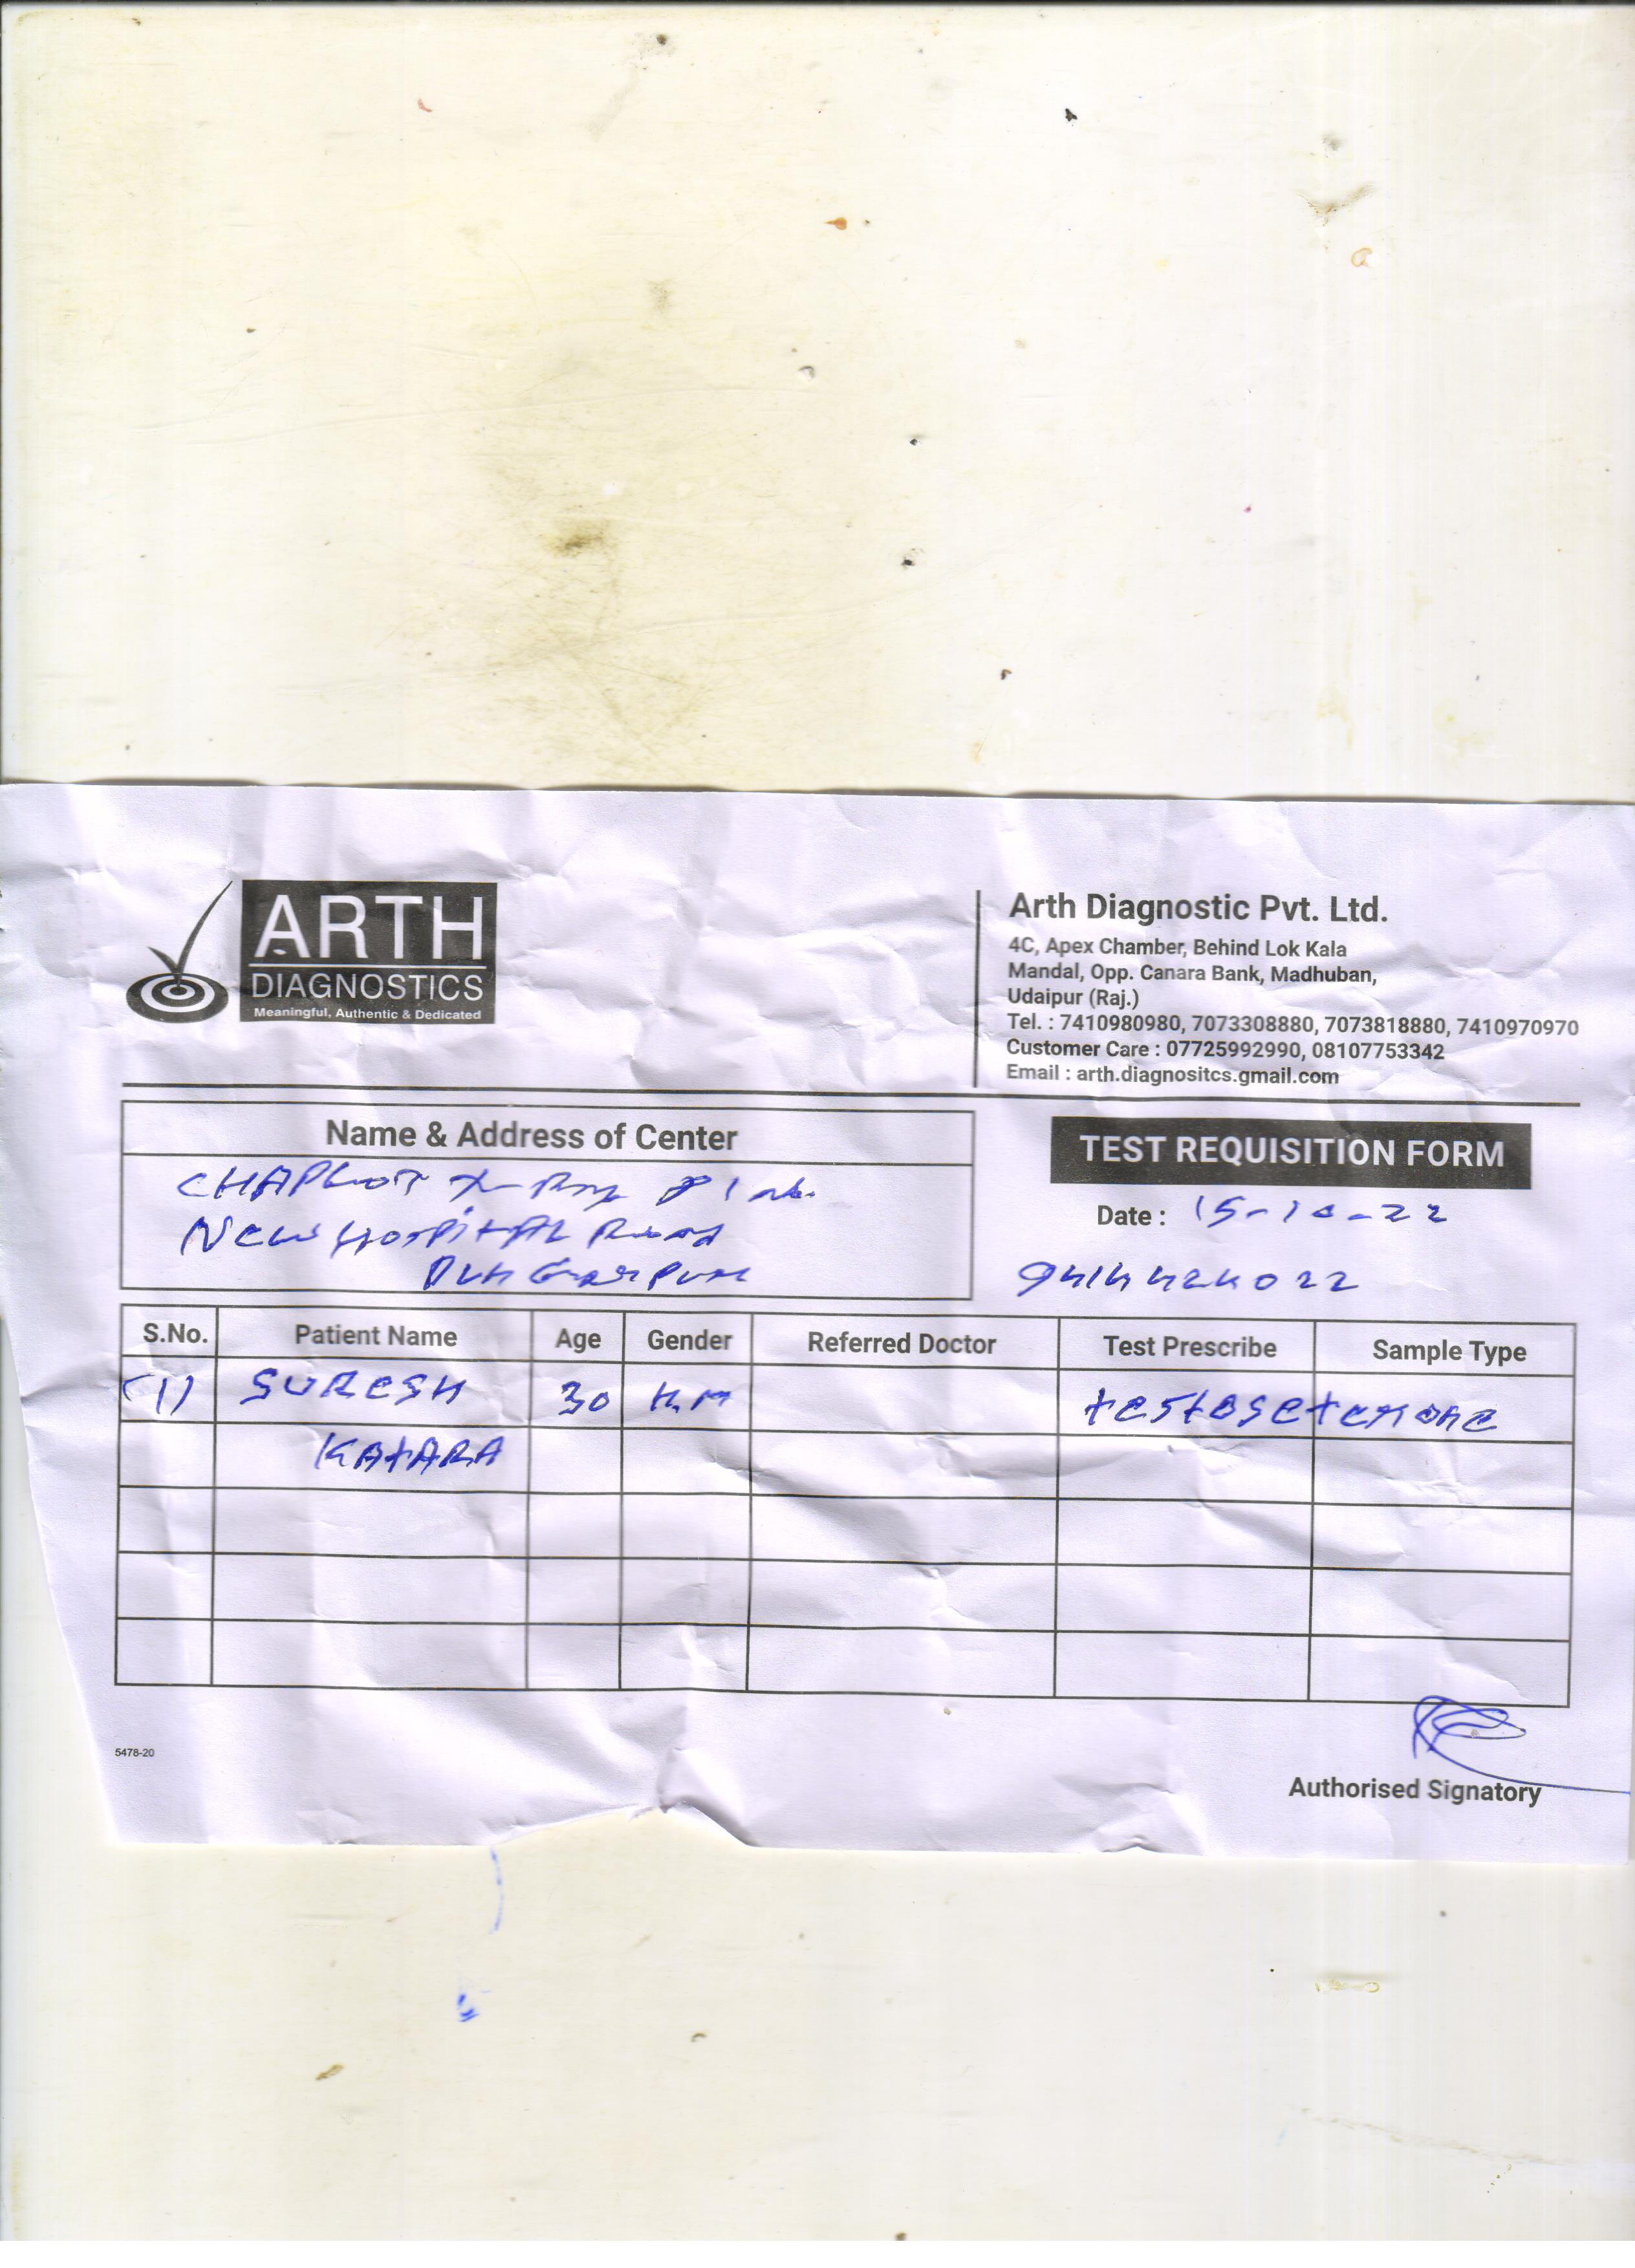 ARTH
DIAGNOSTICS
Meaningful, Authentic & Dedicated
Arth Diagnostic Pvt. Ltd.
4C, Apex Chamber, Behind Lok Kala
Mandal, Opp. Canara Bank, Madhuban,
Udaipur (Raj.)
Tel. : 7410980980, 7073308880, 7073818880, 7410970970
Customer Care : 07725992990, 08107753342
Email : arth.diagnositcs.gmail.com
Name & Address of Center
TEST REQUISITION FORM
CHAPLOT X-Ray & Lab.
Date : 15-10-22
New Hospital Road
Dungarpur
S.No. Patient Name Age Gender Referred Doctor Test Prescribe Sample Type
(1) SURESH 30 testoseterone
KATARA
5478-20
Authorised Signatory